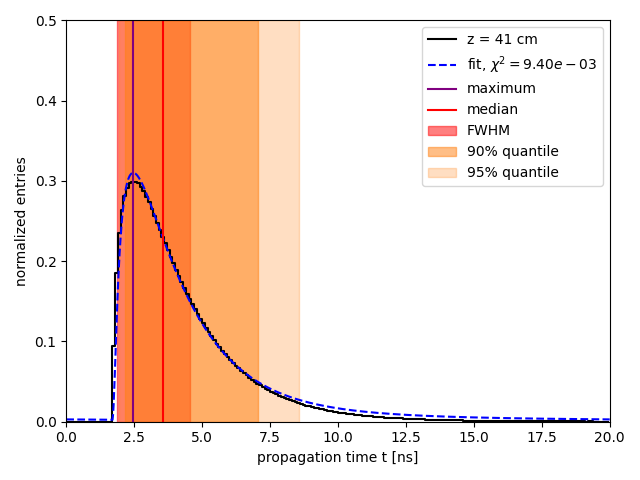 0.5
0.4
0.3
0.2
0.1
0.0
normalized entries
0.0 2.5 5.0 7.5 10.0 12.5 15.0 17.5 20.0
propagation time t [ns]
z = 41 cm
fit, χ² = 9.40e − 03
maximum
median
FWHM
90% quantile
95% quantile